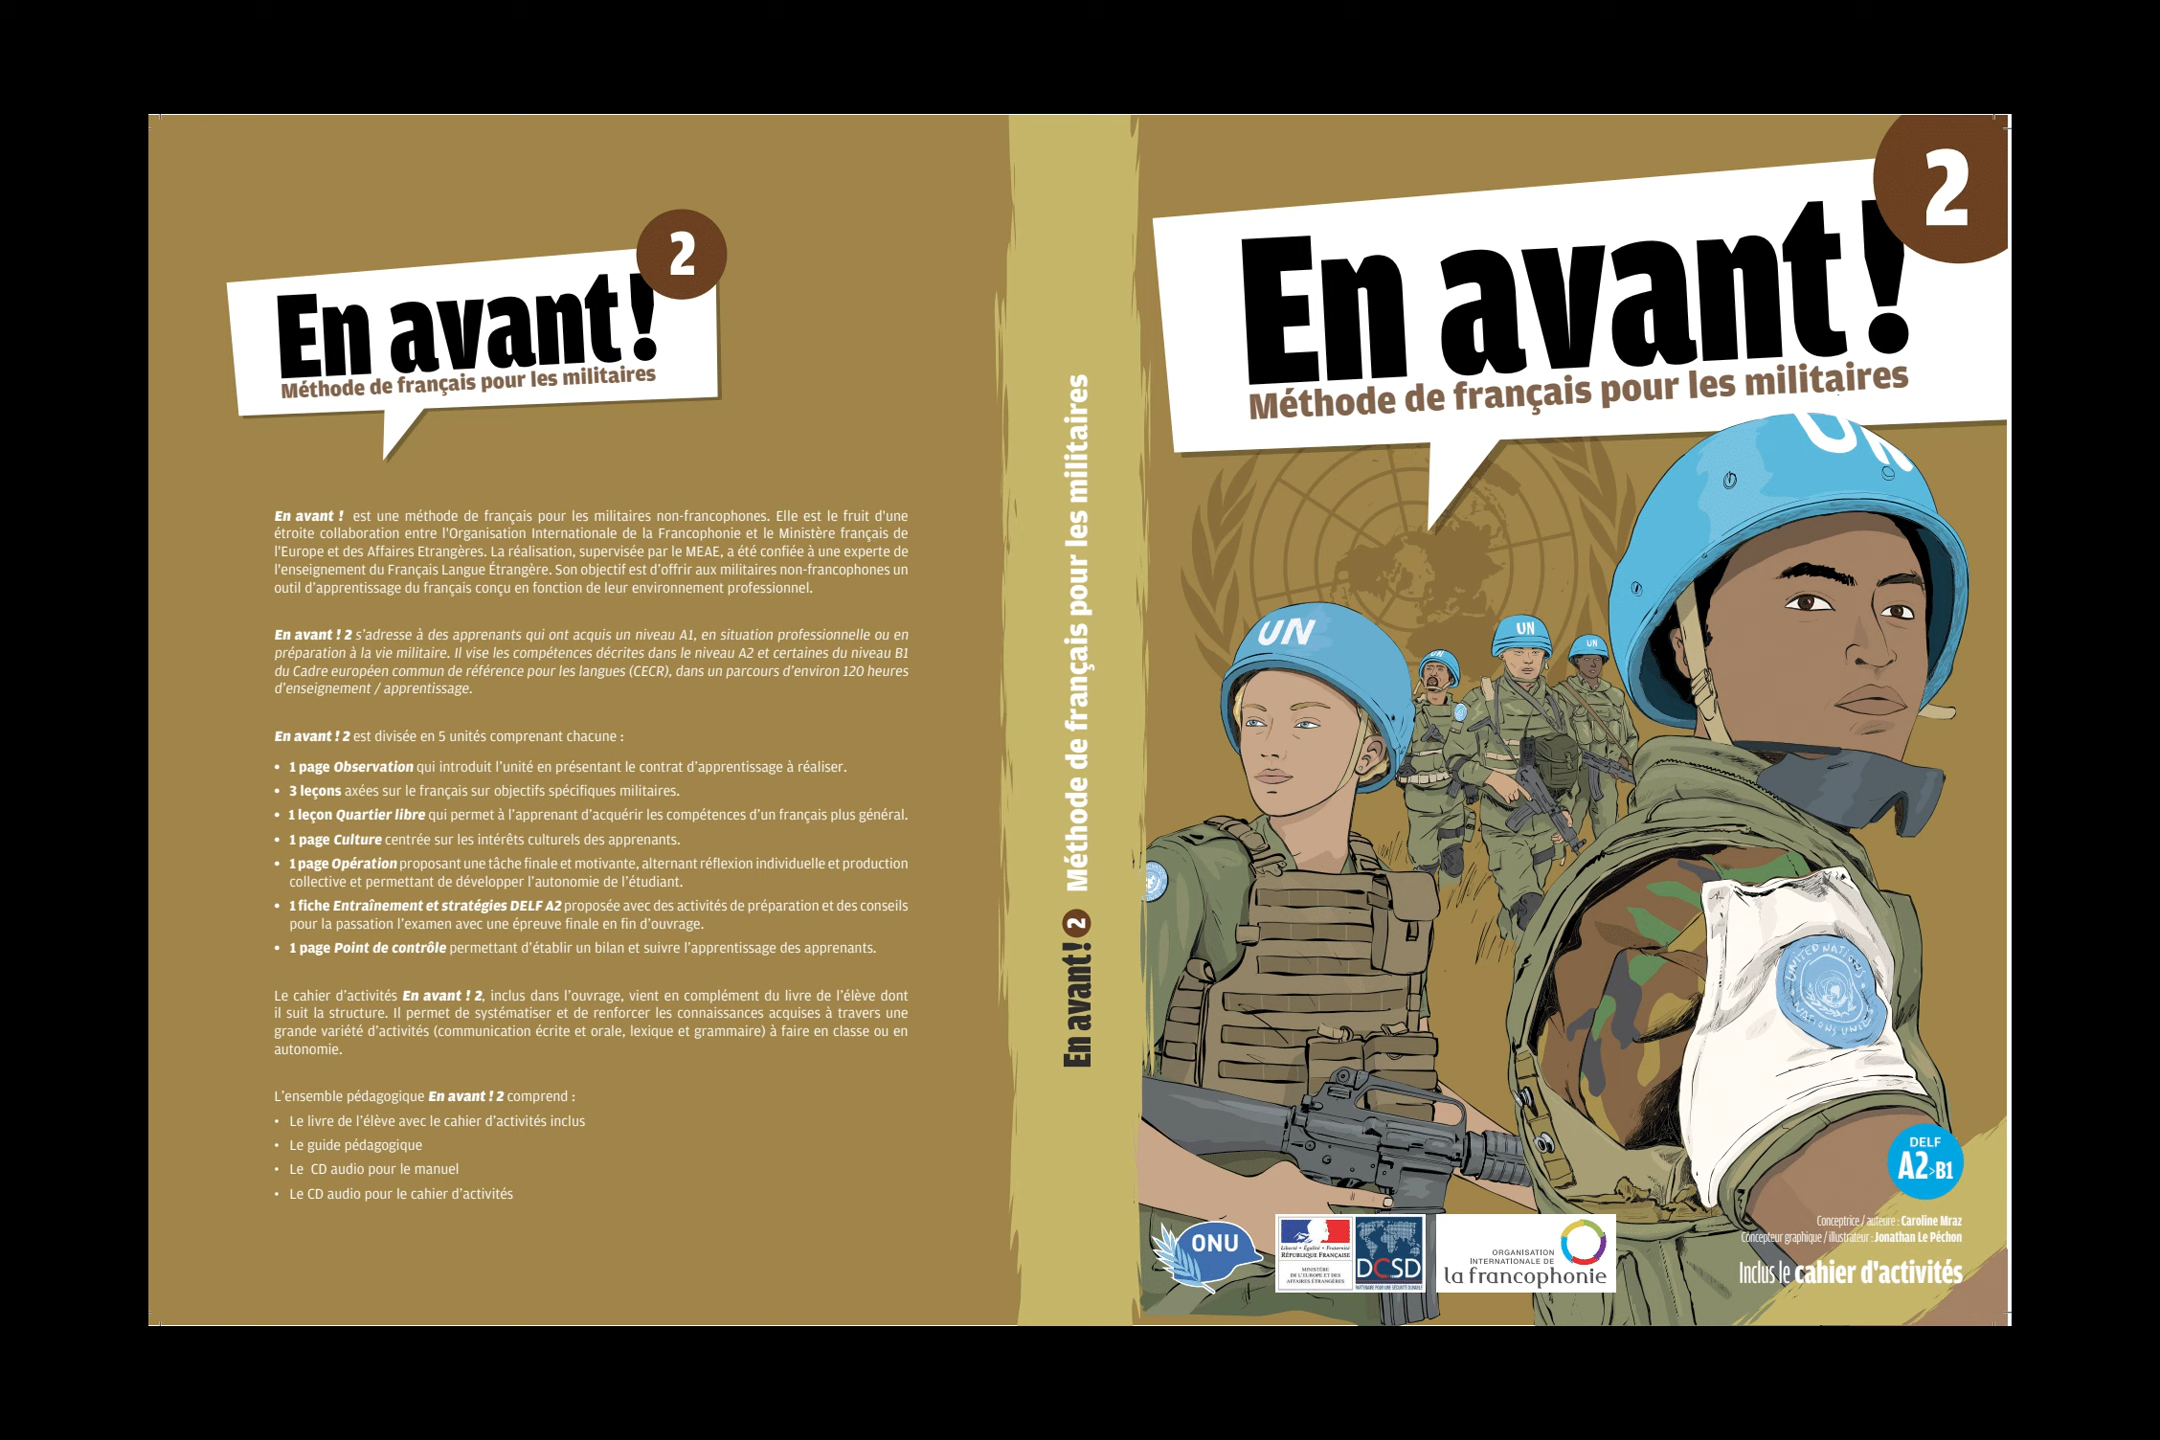 2
En avant !
Méthode de français pour les militaires
En avant ! est une méthode de français pour les militaires non-francophones. Elle est le fruit d'une
étroite collaboration entre l'Organisation Internationale de la Francophonie et le Ministère français de
l'Europe et des Affaires Etrangères. La réalisation, supervisée par le MEAE, a été confiée à une experte de
l'enseignement du Français Langue Étrangère. Son objectif est d'offrir aux militaires non-francophones un
outil d'apprentissage du français conçu en fonction de leur environnement professionnel.
En avant ! 2 s'adresse à des apprenants qui ont acquis un niveau A1, en situation professionnelle ou en
préparation à la vie militaire. Il vise les compétences décrites dans le niveau A2 et certaines du niveau B1
du Cadre européen commun de référence pour les langues (CECR), dans un parcours d'environ 120 heures
d'enseignement / apprentissage.
En avant ! 2 est divisée en 5 unités comprenant chacune :
• 1 page Observation qui introduit l'unité en présentant le contrat d'apprentissage à réaliser.
• 3 leçons axées sur le français sur objectifs spécifiques militaires.
• 1 leçon Quartier libre qui permet à l'apprenant d'acquérir les compétences d'un français plus général.
• 1 page Culture centrée sur les intérêts culturels des apprenants.
• 1 page Opération proposant une tâche finale et motivante, alternant réflexion individuelle et production
collective et permettant de développer l'autonomie de l'étudiant.
• 1 fiche Entraînement et stratégies DELF A2 proposée avec des activités de préparation et des conseils
pour la passation l'examen avec une épreuve finale en fin d'ouvrage.
• 1 page Point de contrôle permettant d'établir un bilan et suivre l'apprentissage des apprenants.
Le cahier d'activités En avant ! 2, inclus dans l'ouvrage, vient en complément du livre de l'élève dont
il suit la structure. Il permet de systématiser et de renforcer les connaissances acquises à travers une
grande variété d'activités (communication écrite et orale, lexique et grammaire) à faire en classe ou en
autonomie.
L'ensemble pédagogique En avant ! 2 comprend :
• Le livre de l'élève avec le cahier d'activités inclus
• Le guide pédagogique
• Le CD audio pour le manuel
• Le CD audio pour le cahier d'activités
En avant! 2 Méthode de français pour les militaires
2
En avant !
Méthode de français pour les militaires
UN
UN
UN
UN
UN
UNITED NATIONS
NATIONS UNIES
DELF
A2>B1
Conceptrice / auteure : Caroline Mraz
Concepteur graphique / illustrateur : Jonathan Le Péchon
Inclus le cahier d'activités
ONU
Liberté • Égalité • Fraternité
RÉPUBLIQUE FRANÇAISE
MINISTÈRE
DE L'EUROPE ET DES
AFFAIRES ÉTRANGÈRES
DCSD
PARTENAIRE POUR UNE SÉCURITÉ DURABLE
ORGANISATION
INTERNATIONALE DE
la francophonie